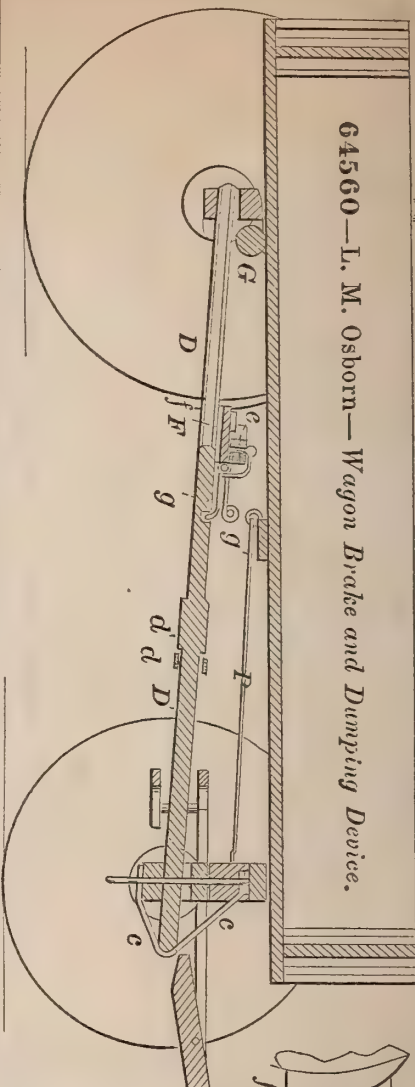 64560—L. M. Osborn—Wagon Brake and Dumping Device.
G
D
f
F
e
g
g
d'
d
D'
P
c
c
f